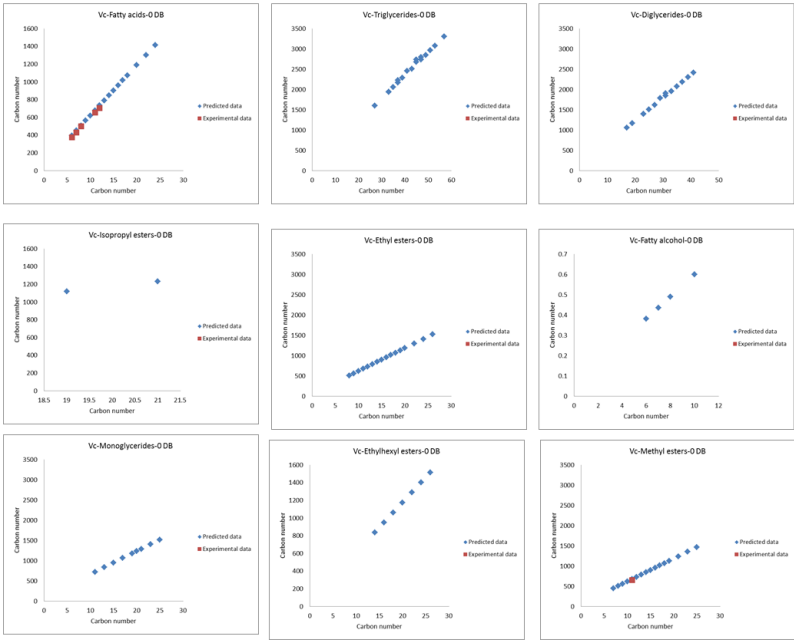 Vc-Fatty acids-0 DB
Carbon number
1600
1400
1200
1000
800
600
400
200
0
0 5 10 15 20 25 30
Carbon number
Predicted data
Experimental data
Vc-Triglycerides-0 DB
Carbon number
3500
3000
2500
2000
1500
1000
500
0
0 10 20 30 40 50 60
Carbon number
Predicted data
Experimental data
Vc-Diglycerides-0 DB
Carbon number
3500
3000
2500
2000
1500
1000
500
0
0 10 20 30 40 50
Carbon number
Predicted data
Experimental data
Vc-Isopropyl esters-0 DB
Carbon number
1600
1400
1200
1000
800
600
400
200
0
18.5 19 19.5 20 20.5 21 21.5
Carbon number
Predicted data
Experimental data
Vc-Ethyl esters-0 DB
Carbon number
3500
3000
2500
2000
1500
1000
500
0
0 5 10 15 20 25 30
Carbon number
Predicted data
Experimental data
Vc-Fatty alcohol-0 DB
Carbon number
0.7
0.6
0.5
0.4
0.3
0.2
0.1
0
0 2 4 6 8 10 12
Carbon number
Predicted data
Experimental data
Vc-Monoglycerides-0 DB
Carbon number
3500
3000
2500
2000
1500
1000
500
0
0 5 10 15 20 25 30
Carbon number
Predicted data
Experimental data
Vc-Ethylhexyl esters-0 DB
Carbon number
1600
1400
1200
1000
800
600
400
200
0
0 5 10 15 20 25 30
Carbon number
Predicted data
Experimental data
Vc-Methyl esters-0 DB
Carbon number
3500
3000
2500
2000
1500
1000
500
0
0 5 10 15 20 25 30
Carbon number
Predicted data
Experimental data